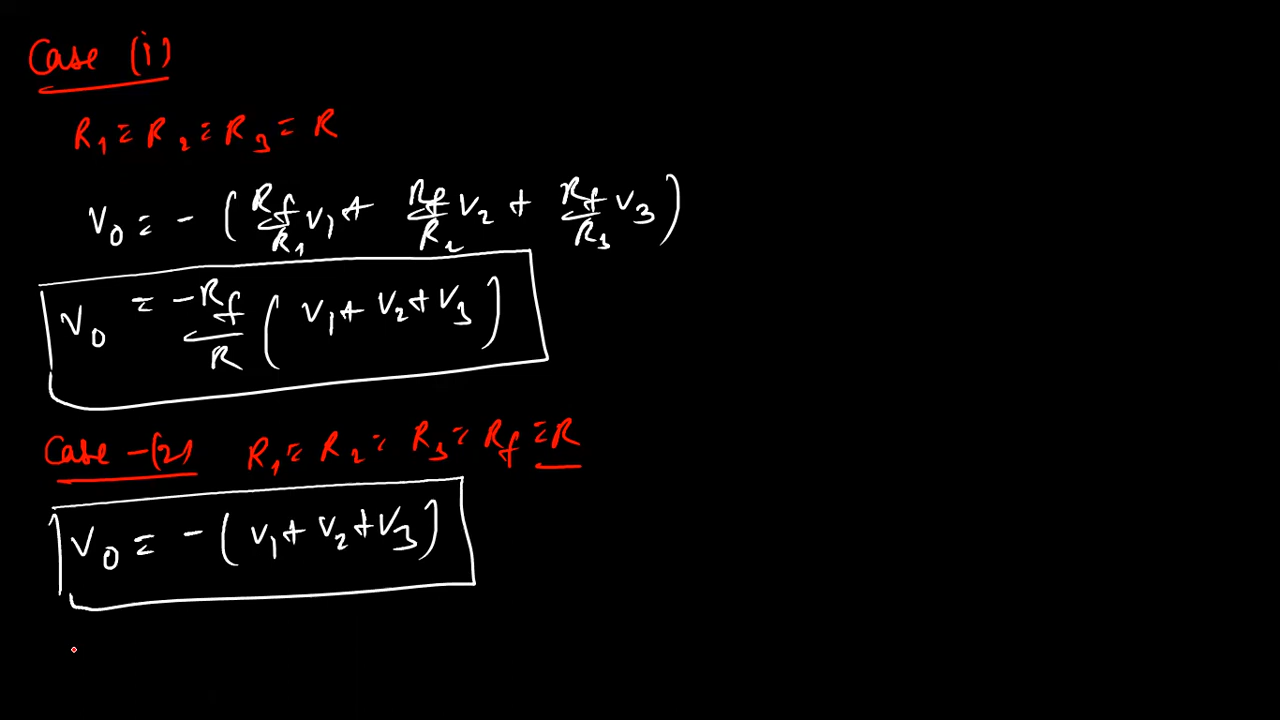 Case (i)
R₁ = R₂ = R₃ = R
V₀ = - (Rf/R₁ V₁ + Rf/R₂ V₂ + Rf/R₃ V₃)
V₀ = -Rf/R (V₁ + V₂ + V₃)
Case -(2) R₁ = R₂ = R₃ = Rf = R
V₀ = - (V₁ + V₂ + V₃)